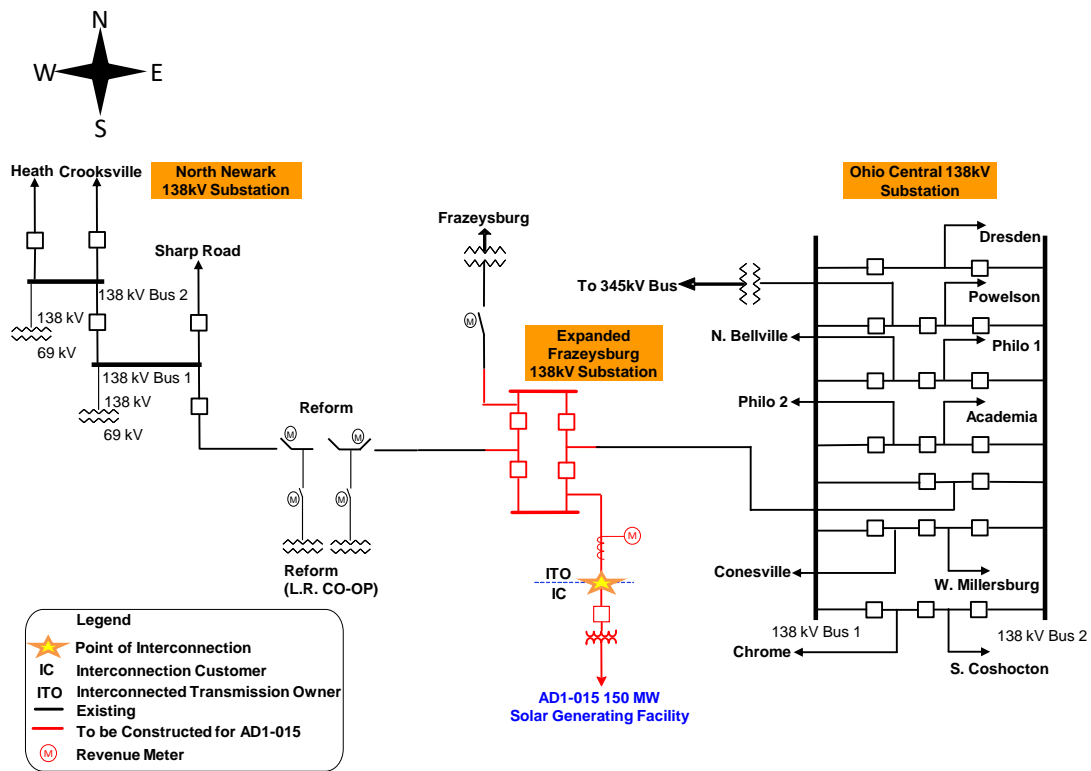 N
W
E
S
Heath
Crooksville
North Newark
138kV Substation
Ohio Central 138kV
Substation
Frazeysburg
Dresden
Sharp Road
To 345kV Bus
Powelson
138 kV Bus 2
138 kV
69 kV
N. Bellville
Philo 1
M
Expanded
Frazeysburg
138kV Substation
138 kV Bus 1
138 kV
69 kV
Philo 2
Academia
Reform
M
M
M
M
Reform
(L.R. CO-OP)
M
ITO
IC
Conesville
W. Millersburg
138 kV Bus 1
138 kV Bus 2
Chrome
S. Coshocton
AD1-015 150 MW
Solar Generating Facility
Legend
Point of Interconnection
IC Interconnection Customer
ITO Interconnected Transmission Owner
Existing
To be Constructed for AD1-015
M Revenue Meter